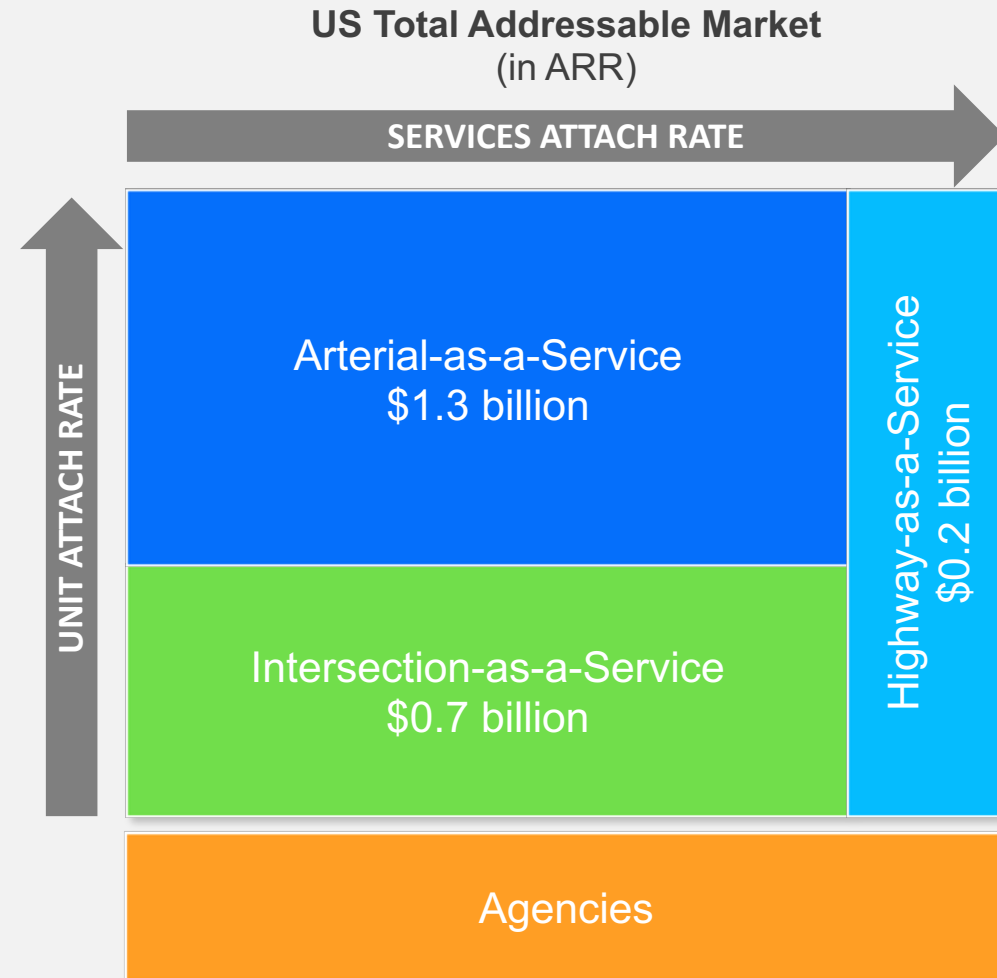 US Total Addressable Market
(in ARR)
SERVICES ATTACH RATE
UNIT ATTACH RATE
Arterial-as-a-Service
$1.3 billion
Highway-as-a-Service
$0.2 billion
Intersection-as-a-Service
$0.7 billion
Agencies